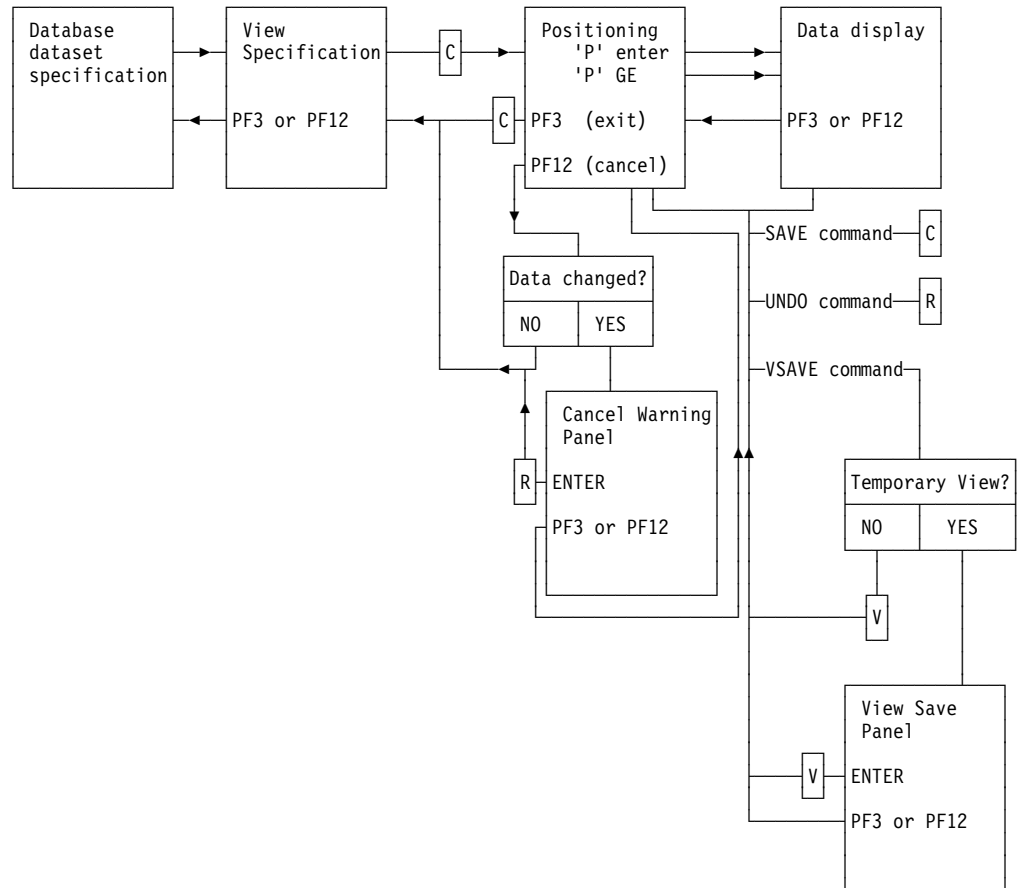 Database
dataset
specification
View
Specification
PF3 or PF12
C
C
Positioning
'P' enter
'P' GE
PF3 (exit)
PF12 (cancel)
Data display
PF3 or PF12
SAVE command
C
UNDO command
R
VSAVE command
Data changed?
NO
YES
Cancel Warning
Panel
R
ENTER
PF3 or PF12
Temporary View?
NO
YES
V
View Save
Panel
V
ENTER
PF3 or PF12